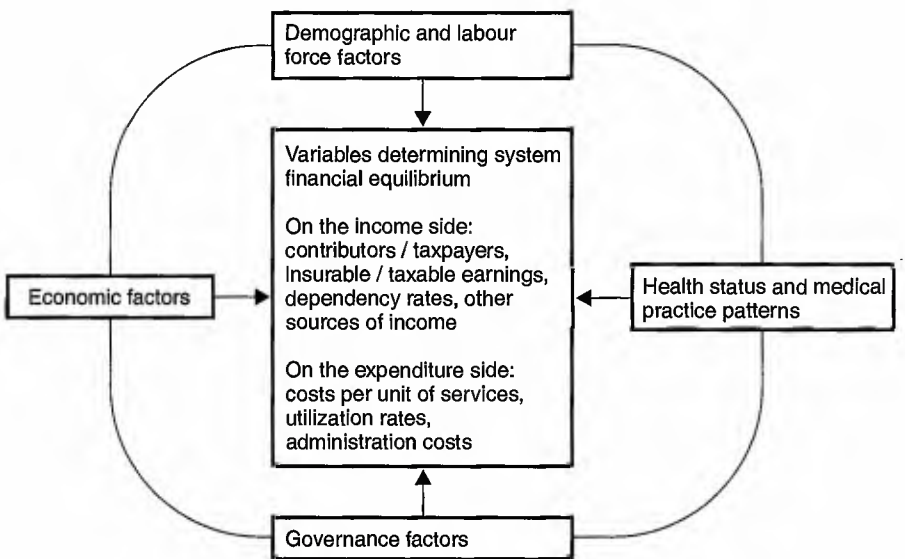 Demographic and labour
force factors
Variables determining system
financial equilibrium
On the income side:
contributors / taxpayers,
insurable / taxable earnings,
dependency rates, other
sources of income
On the expenditure side:
costs per unit of services,
utilization rates,
administration costs
Economic factors
Health status and medical
practice patterns
Governance factors